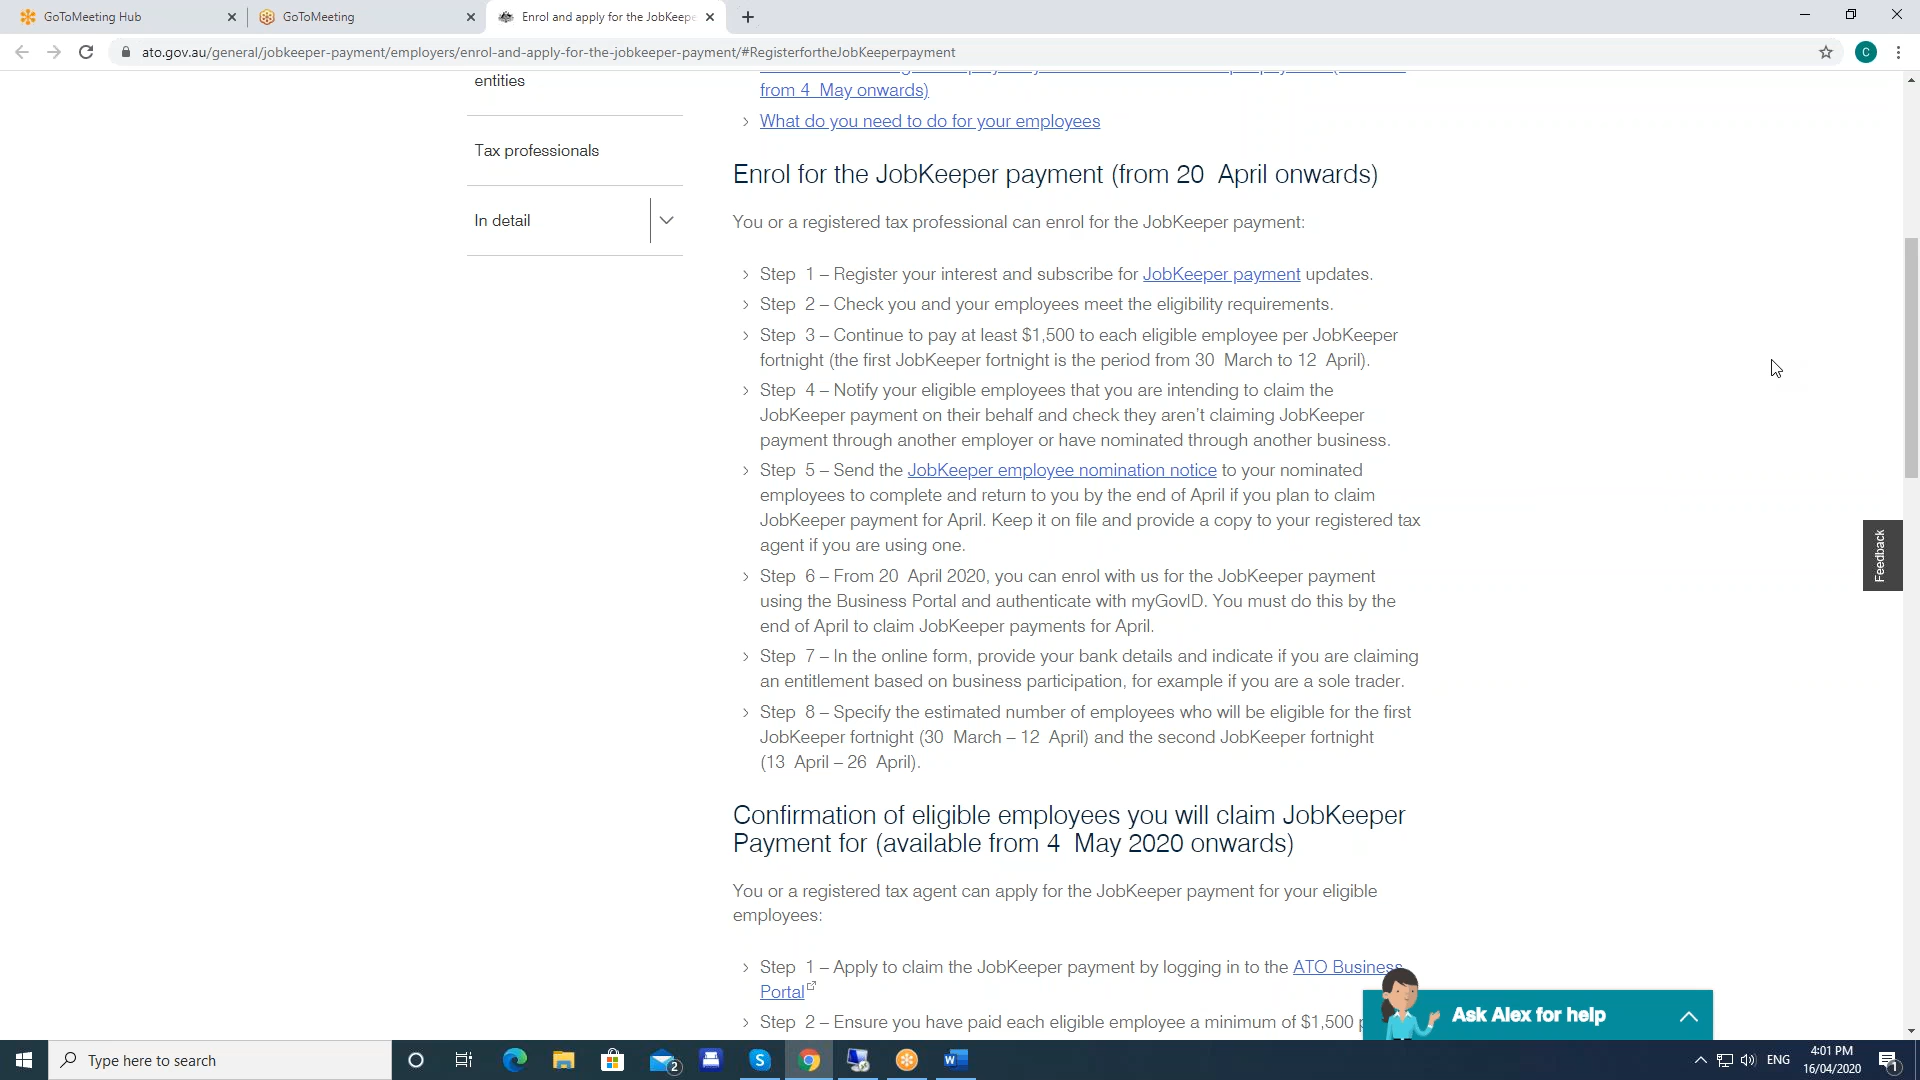 GoToMeeting Hub
GoToMeeting
Enrol and apply for the JobKeepe
ato.gov.au/general/jobkeeper-payment/employers/enrol-and-apply-for-the-jobkeeper-payment/#RegisterfortheJobKeeperpayment
C
entities
Tax professionals
In detail
from 4 May onwards)
What do you need to do for your employees
Enrol for the JobKeeper payment (from 20 April onwards)
You or a registered tax professional can enrol for the JobKeeper payment:
Step 1 – Register your interest and subscribe for JobKeeper payment updates.
Step 2 – Check you and your employees meet the eligibility requirements.
Step 3 – Continue to pay at least $1,500 to each eligible employee per JobKeeper
fortnight (the first JobKeeper fortnight is the period from 30 March to 12 April).
Step 4 – Notify your eligible employees that you are intending to claim the
JobKeeper payment on their behalf and check they aren't claiming JobKeeper
payment through another employer or have nominated through another business.
Step 5 – Send the JobKeeper employee nomination notice to your nominated
employees to complete and return to you by the end of April if you plan to claim
JobKeeper payment for April. Keep it on file and provide a copy to your registered tax
agent if you are using one.
Step 6 – From 20 April 2020, you can enrol with us for the JobKeeper payment
using the Business Portal and authenticate with myGovID. You must do this by the
end of April to claim JobKeeper payments for April.
Step 7 – In the online form, provide your bank details and indicate if you are claiming
an entitlement based on business participation, for example if you are a sole trader.
Step 8 – Specify the estimated number of employees who will be eligible for the first
JobKeeper fortnight (30 March – 12 April) and the second JobKeeper fortnight
(13 April – 26 April).
Confirmation of eligible employees you will claim JobKeeper
Payment for (available from 4 May 2020 onwards)
You or a registered tax agent can apply for the JobKeeper payment for your eligible
employees:
Step 1 – Apply to claim the JobKeeper payment by logging in to the ATO Business
Portal
Step 2 – Ensure you have paid each eligible employee a minimum of $1,500 p
Feedback
Ask Alex for help
Type here to search
2
ENG
4:01 PM
16/04/2020
1